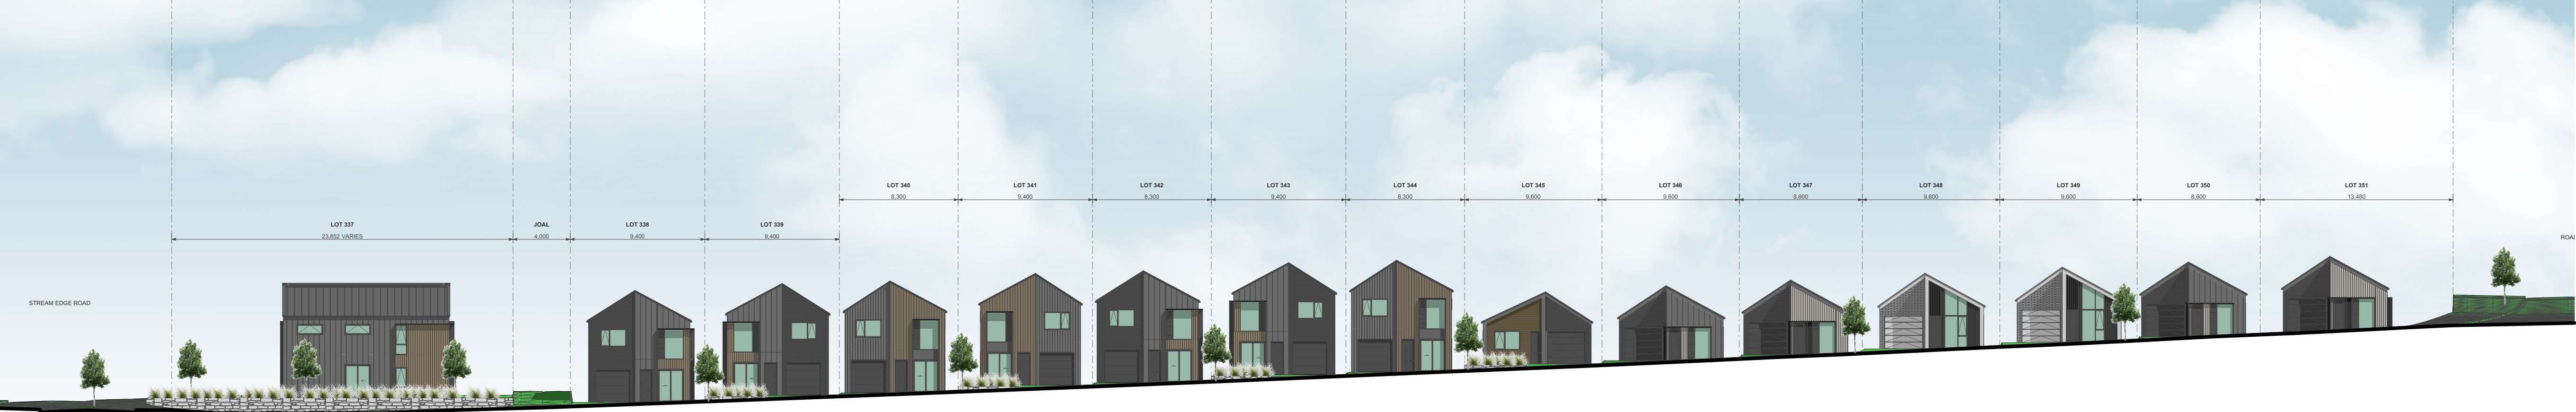 LOT 340
LOT 341
LOT 342
LOT 343
LOT 344
LOT 345
LOT 346
LOT 347
LOT 348
LOT 349
LOT 350
LOT 351
8,300
9,400
8,300
9,400
8,300
9,600
9,600
8,600
9,600
9,600
8,600
13,480
LOT 337
JOAL
LOT 338
LOT 339
23,852 VARIES
4,000
9,400
9,400
STREAM EDGE ROAD
ROA